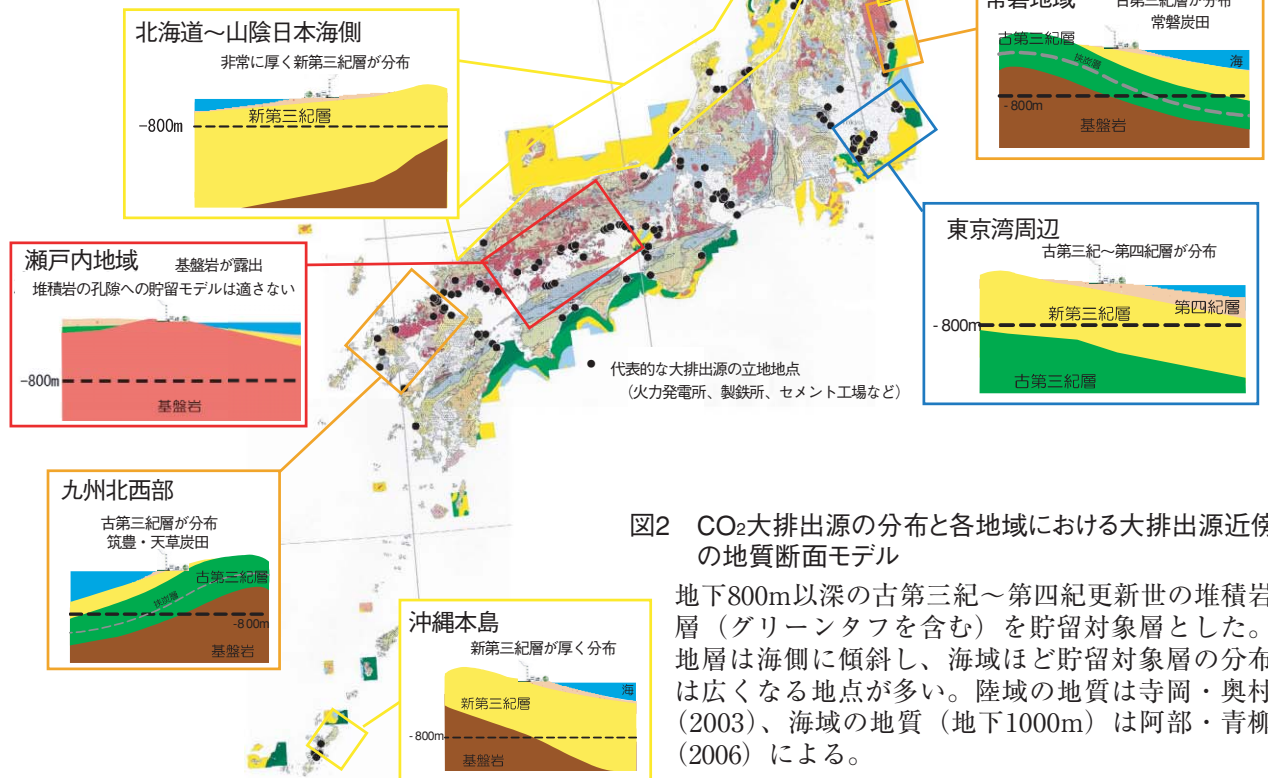 北海道～山陰日本海側
非常に厚く新第三紀層が分布
新第三紀層
-800m
常磐地域
古第三紀層が分布
常磐炭田
古第三紀層
挟炭層
海
-800m
基盤岩
瀬戸内地域
基盤岩が露出
堆積岩の孔隙への貯留モデルは適さない
-800m
基盤岩
東京湾周辺
古第三紀～第四紀層が分布
新第三紀層
第四紀層
-800m
古第三紀層
● 代表的な大排出源の立地地点
（火力発電所、製鉄所、セメント工場など）
九州北西部
古第三紀層が分布
筑豊・天草炭田
古第三紀層
挟炭層
-800m
基盤岩
沖縄本島
新第三紀層が厚く分布
海
新第三紀層
-800m
基盤岩
図2 CO₂大排出源の分布と各地域における大排出源近傍
の地質断面モデル
地下800m以深の古第三紀～第四紀更新世の堆積岩
層（グリーンタフを含む）を貯留対象層とした。
地層は海側に傾斜し、海域ほど貯留対象層の分布
は広くなる地点が多い。陸域の地質は寺岡・奥村
（2003）、海域の地質（地下1000m）は阿部・青柳
（2006）による。